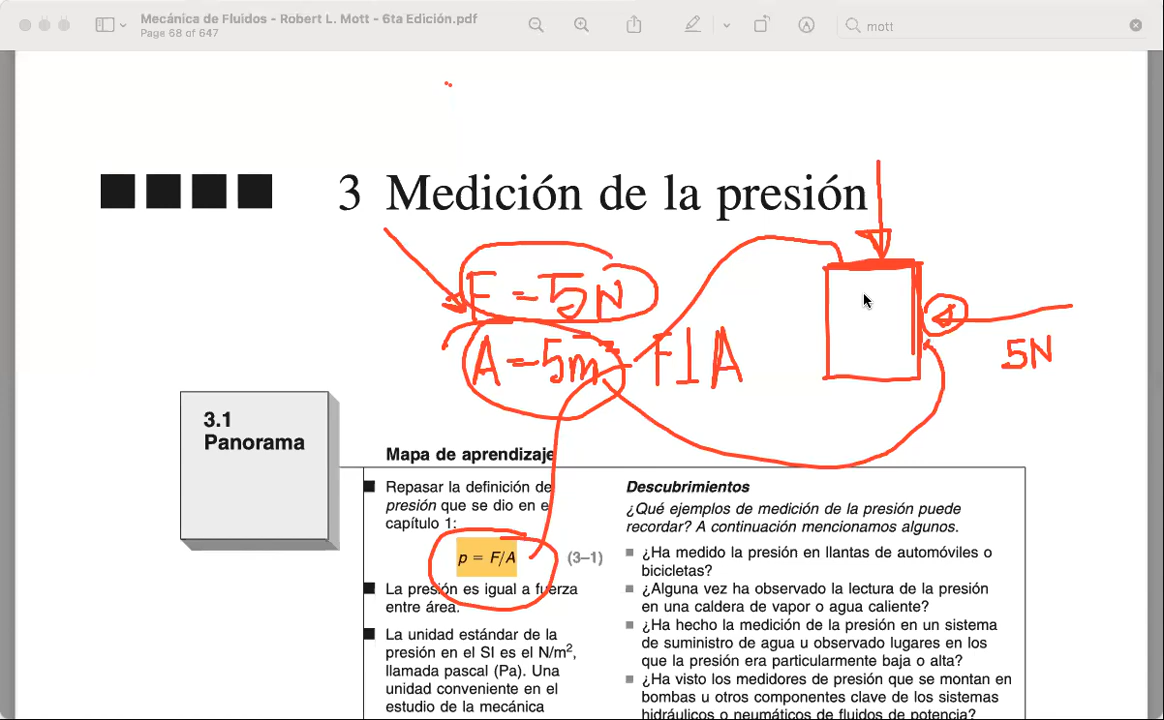 Mecánica de Fluidos - Robert L. Mott - 6ta Edición.pdf
Page 68 of 647
mott
3 Medición de la presión
F = 5N
A = 5m² F⊥A
5N
3.1
Panorama
Mapa de aprendizaje
Repasar la definición de
presión que se dio en e
capítulo 1:
p = F/A (3–1)
La presión es igual a fuerza
entre área.
La unidad estándar de la
presión en el SI es el N/m²,
llamada pascal (Pa). Una
unidad conveniente en el
estudio de la mecánica
Descubrimientos
¿Qué ejemplos de medición de la presión puede
recordar? A continuación mencionamos algunos.
¿Ha medido la presión en llantas de automóviles o
bicicletas?
¿Alguna vez ha observado la lectura de la presión
en una caldera de vapor o agua caliente?
¿Ha hecho la medición de la presión en un sistema
de suministro de agua u observado lugares en los
que la presión era particularmente baja o alta?
¿Ha visto los medidores de presión que se montan en
bombas u otros componentes clave de los sistemas
hidráulicos o neumáticos de fluidos de potencia?